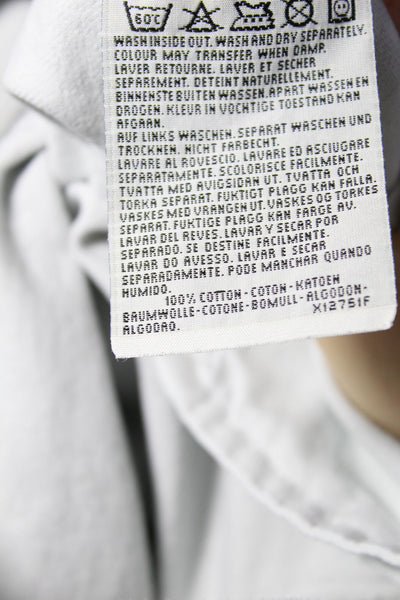 60°C
WASH INSIDE OUT. WASH AND DRY SEPARATELY.
COLOUR MAY TRANSFER WHEN DAMP.
LAVER RETOURNE. LAVER ET SECHER
SEPAREMENT. DETEINT NATURELLEMENT.
BINNENSTE BUITEN WASSEN. APART WASSEN EN
DROGEN. KLEUR IN VOCHTIGE TOESTAND KAN
AFGAAN.
AUF LINKS WASCHEN. SEPARAT WASCHEN UND
TROCKNEN. NICHT FARBECHT.
LAVARE AL ROVESCIO. LAVARE ED ASCIUGARE
SEPARATAMENTE. SCOLORISCE FACILMENTE.
TVATTA MED AVIGSIDAN UT. TVATTA OCH
TORKA SEPARAT. FUKTIGT PLAGG KAN FALLA.
VASKES MED VRANGEN UT. VASKES OG TORKES
SEPARAT. FUKTIGE PLAGG KAN FARGE AV.
LAVAR DEL REVES. LAVAR Y SECAR POR
SEPARADO. SE DESTINE FACILMENTE.
LAVAR DO AVESSO. LAVAR E SECAR
SEPARADAMENTE. PODE MANCHAR QUANDO
HUMIDO.
100% COTTON-COTON-KATOEN
BAUMWOLLE-COTONE-BOMULL-ALGODON-
ALGODAO. X12751F